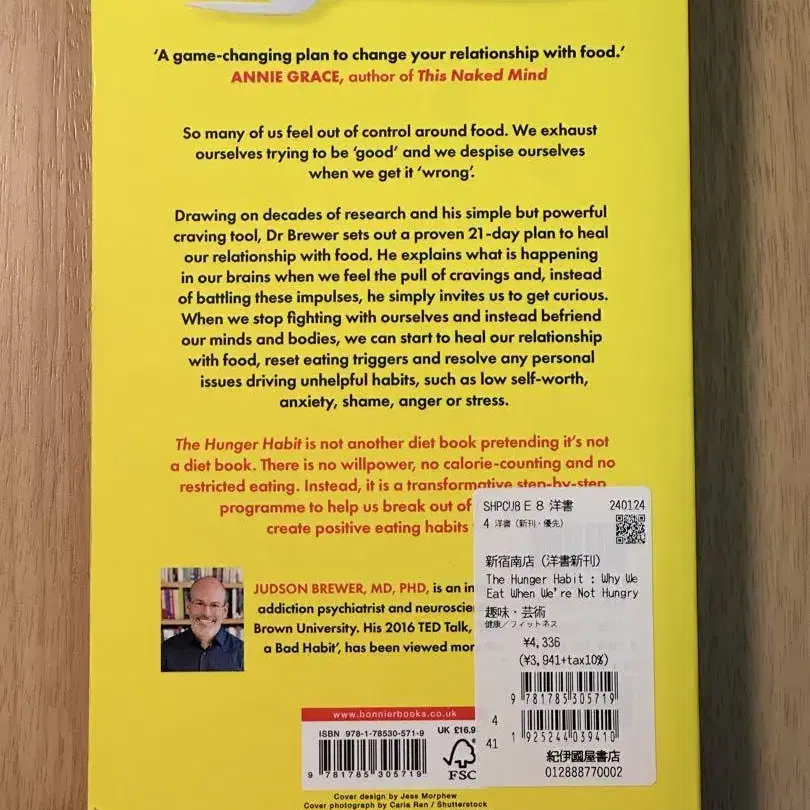 ‘A game-changing plan to change your relationship with food.’
ANNIE GRACE, author of This Naked Mind
So many of us feel out of control around food. We exhaust
ourselves trying to be ‘good’ and we despise ourselves
when we get it ‘wrong’.
Drawing on decades of research and his simple but powerful
craving tool, Dr Brewer sets out a proven 21-day plan to heal
our relationship with food. He explains what is happening
in our brains when we feel the pull of cravings and, instead
of battling these impulses, he simply invites us to get curious.
When we stop fighting with ourselves and instead befriend
our minds and bodies, we can start to heal our relationship
with food, reset eating triggers and resolve any personal
issues driving unhelpful habits, such as low self-worth,
anxiety, shame, anger or stress.
The Hunger Habit is not another diet book pretending it’s not
a diet book. There is no willpower, no calorie-counting and no
restricted eating. Instead, it is a transformative step-by-step
programme to help us break out of
create positive eating habits
JUDSON BREWER, MD, PHD, is an in
addiction psychiatrist and neuroscie
Brown University. His 2016 TED Talk,
a Bad Habit’, has been viewed mor
www.bonnierbooks.co.uk
ISBN 978-1-78530-571-9
UK £16.9
9 781785 305719
FSC
Cover design by Jess Morphew
Cover photograph by Carle Ren / Shutterstock
SHPCVJ8 E 8 洋書 240124
4 洋書（新刊・優先）
新宿南店（洋書新刊）
The Hunger Habit : Why We
Eat When We're Not Hungry
趣味・芸術
健康／フィットネス
¥4,336
(¥3,941+tax10%)
9 781785 305719
4
41
1 925244 039410
紀伊國屋書店
012888770002